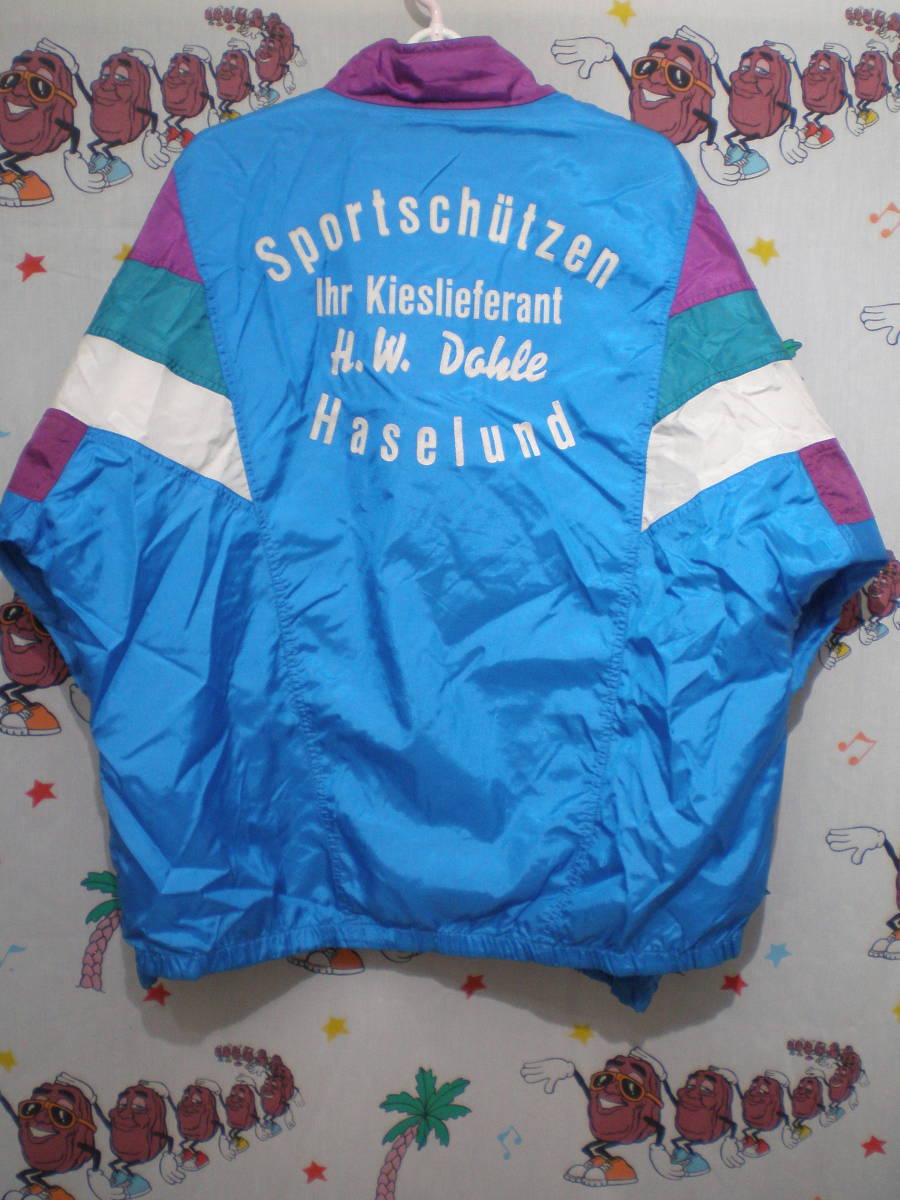 Sportschützen
Ihr Kieslieferant
H.W. Dohle
Haselund